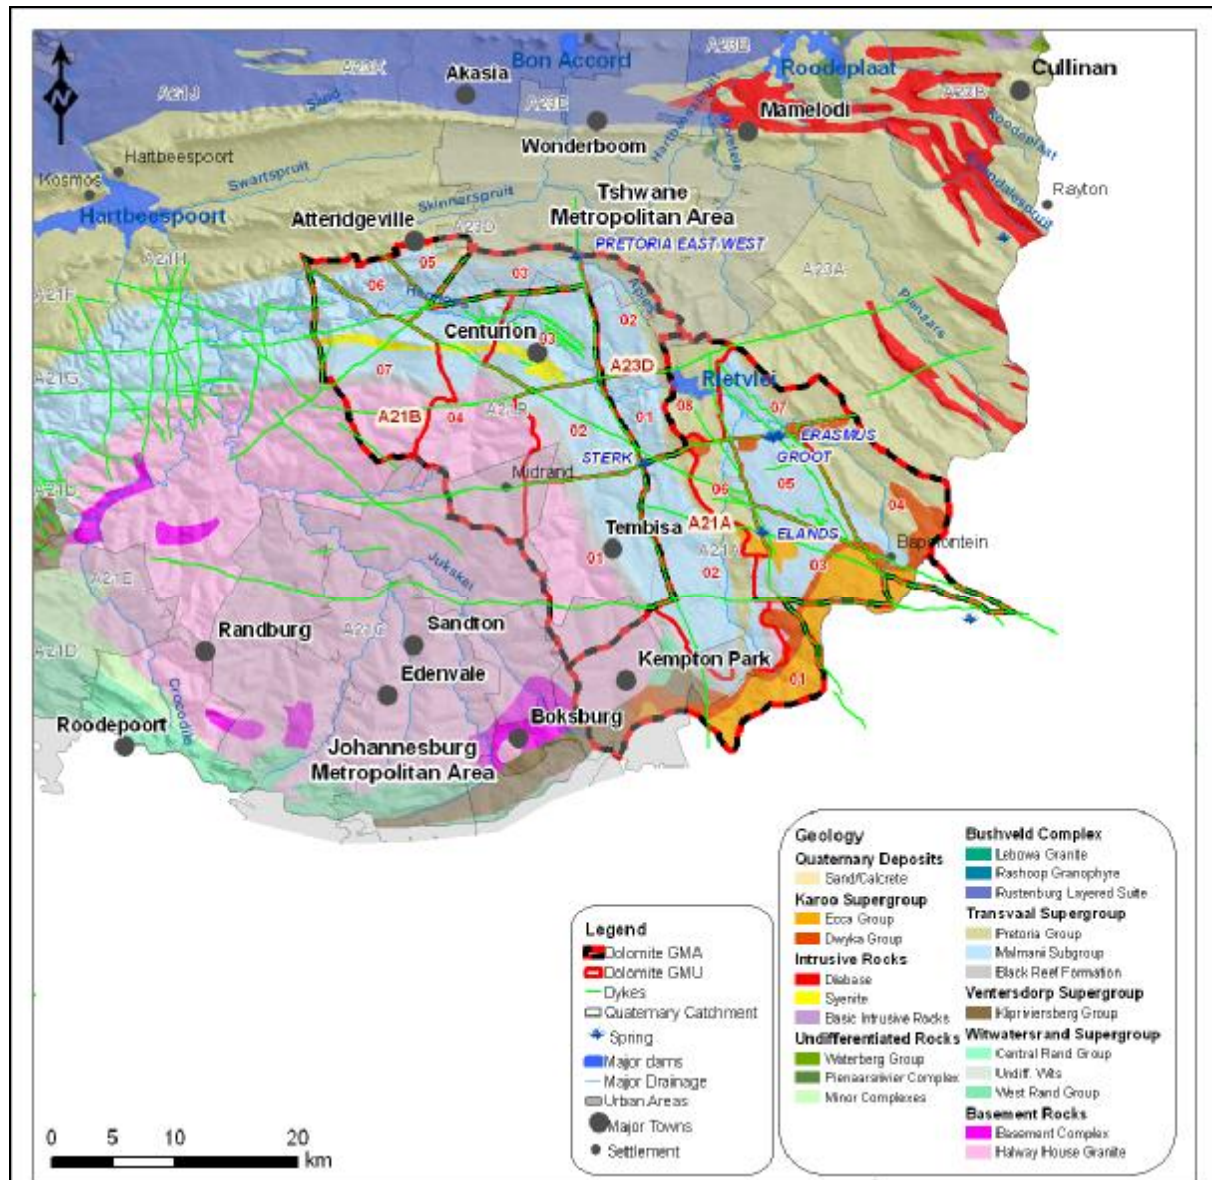 Cullinan
Bon Accord
A23B
Roodeplaat
Akasia
A21J
A23E
Mamelodi
Roodeplaat
Wonderboom
Hartbeespoort
Swartspruit
Kosmos
Hartbeespoort
Skinnerspruit
Tshwane
Metropolitan Area
Rayton
Atteridgeville
A23D
PRETORIA EAST-WEST
A21H
A23A
A21F
05
06
03
Pienaars
Apies
02
Centurion
03
A23D
Rietvlei
A21G
07
07
A21B
04
08
01
02
ERASMUS
GROOT
STERK
Midrand
06
05
04
Tembisa
A21A
ELANDS
A21A
Bapsfontein
01
02
03
A21E
Jukskei
Randburg
A21C
Sandton
A21D
Kempton Park
Edenvale
01
Crocodile
Roodepoort
Boksburg
Johannesburg
Metropolitan Area
Legend
Dolomite GMA
Dolomite GMU
Dykes
Quaternary Catchment
Spring
Major dams
Major Drainage
Urban Areas
Major Towns
Settlement
Geology
Quaternary Deposits
Sand/Calcrete
Karoo Supergroup
Ecca Group
Dwyka Group
Intrusive Rocks
Diabase
Syenite
Basic Intrusive Rocks
Undifferentiated Rocks
Waterberg Group
Pienaarsrivier Complex
Minor Complexes
Bushveld Complex
Lebowa Granite
Rashoop Granophyre
Rustenburg Layered Suite
Transvaal Supergroup
Pretoria Group
Malmani Subgroup
Black Reef Formation
Ventersdorp Supergroup
Klipriviersberg Group
Witwatersrand Supergroup
Central Rand Group
Undiff. Wits
West Rand Group
Basement Rocks
Basement Complex
Halway House Granite
0 5 10 20
km